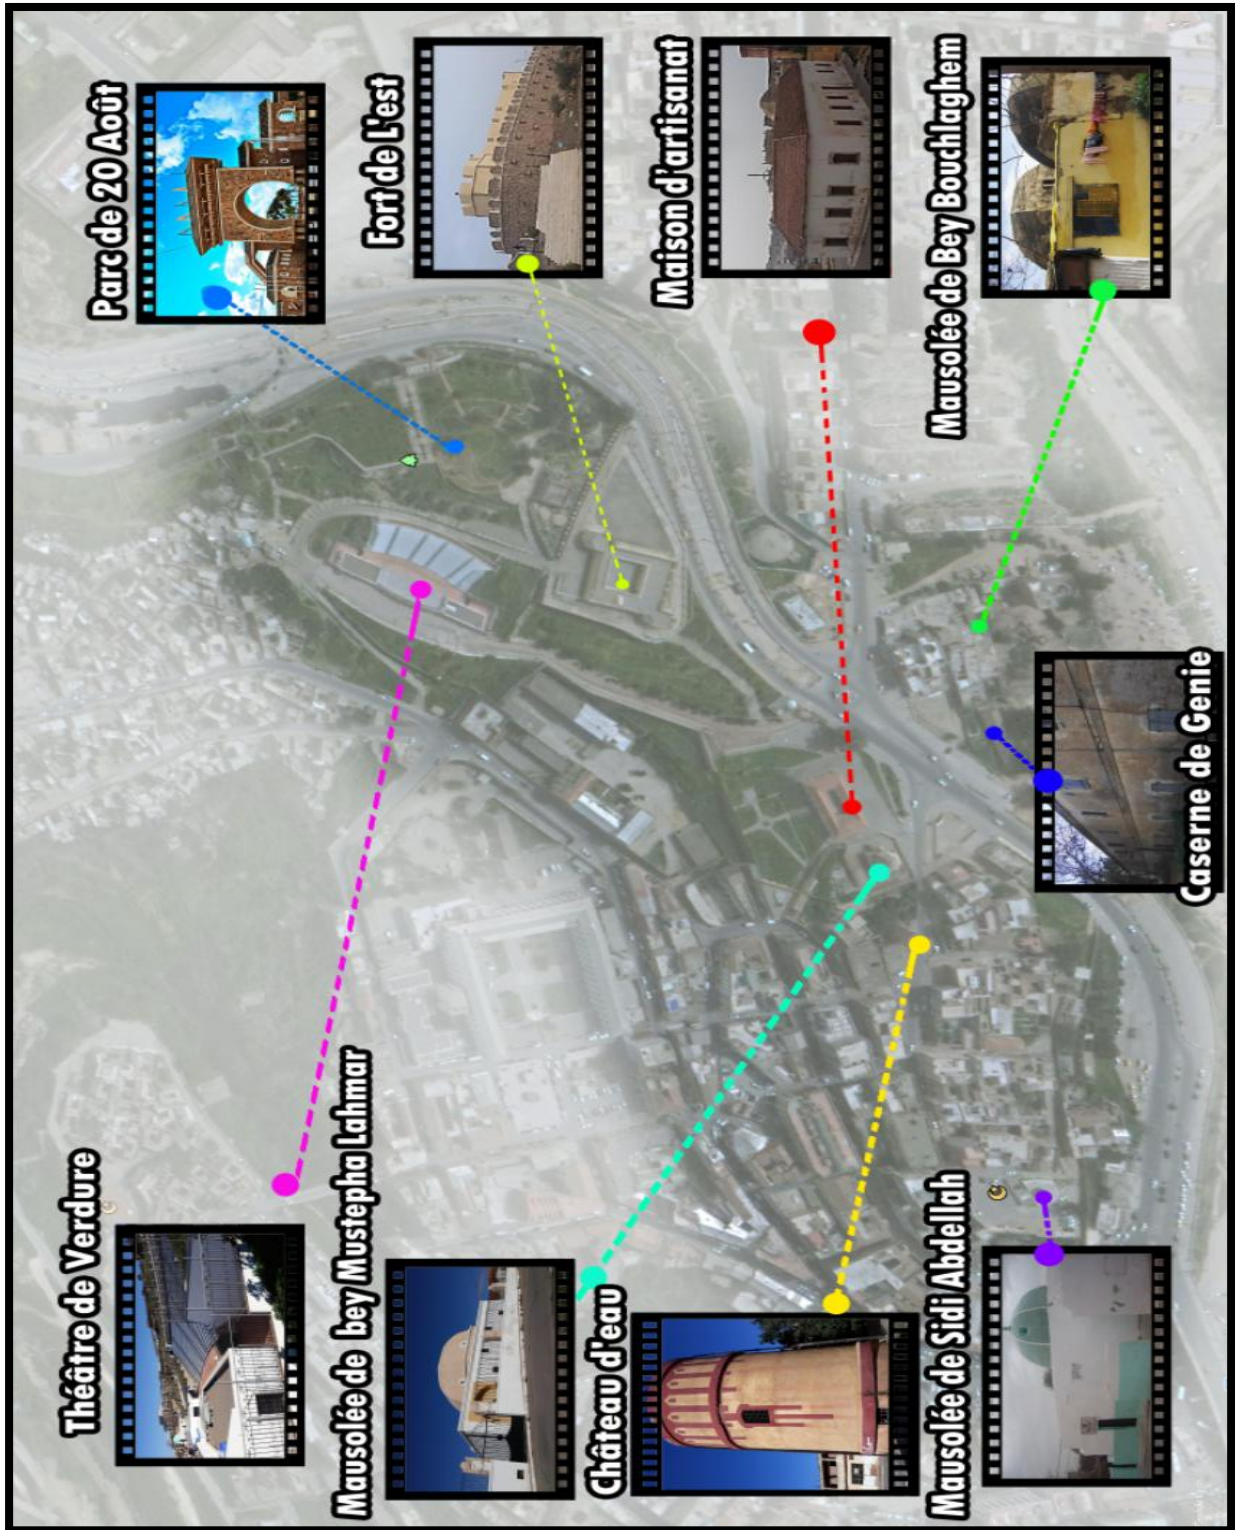 Théâtre de Verdure
Parc de 20 Août
Mausolée de bey Mustepha Lahmar
Fort de L'est
Château d'eau
Maison d'artisanat
Mausolée de Sidi Abdellah
Mausolée de Bey Bouchlaghem
Caserne de Genie